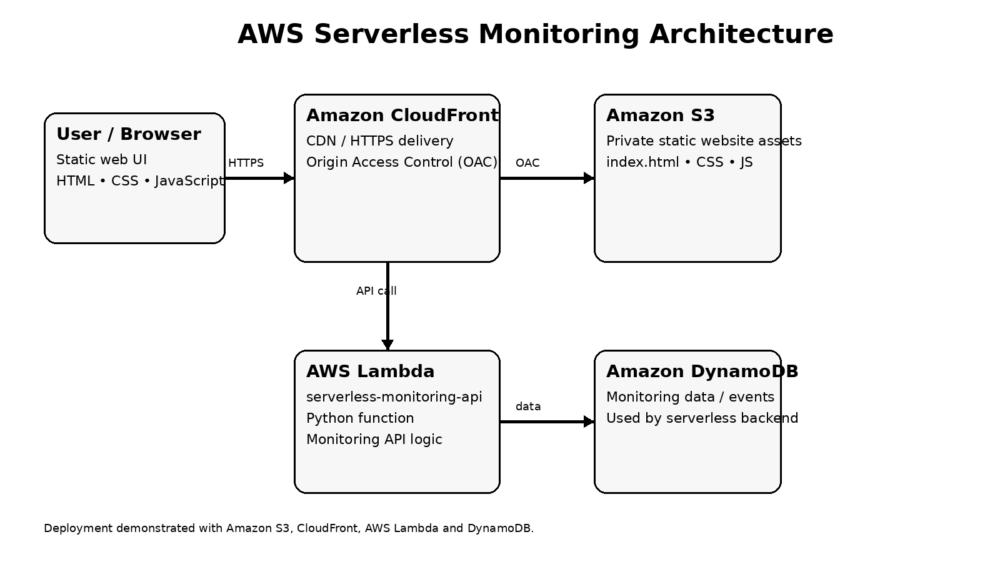 AWS Serverless Monitoring Architecture
User / Browser
Static web UI
HTML • CSS • JavaScript
HTTPS
Amazon CloudFront
CDN / HTTPS delivery
Origin Access Control (OAC)
OAC
Amazon S3
Private static website assets
index.html • CSS • JS
API call
AWS Lambda
serverless-monitoring-api
Python function
Monitoring API logic
data
Amazon DynamoDB
Monitoring data / events
Used by serverless backend
Deployment demonstrated with Amazon S3, CloudFront, AWS Lambda and DynamoDB.